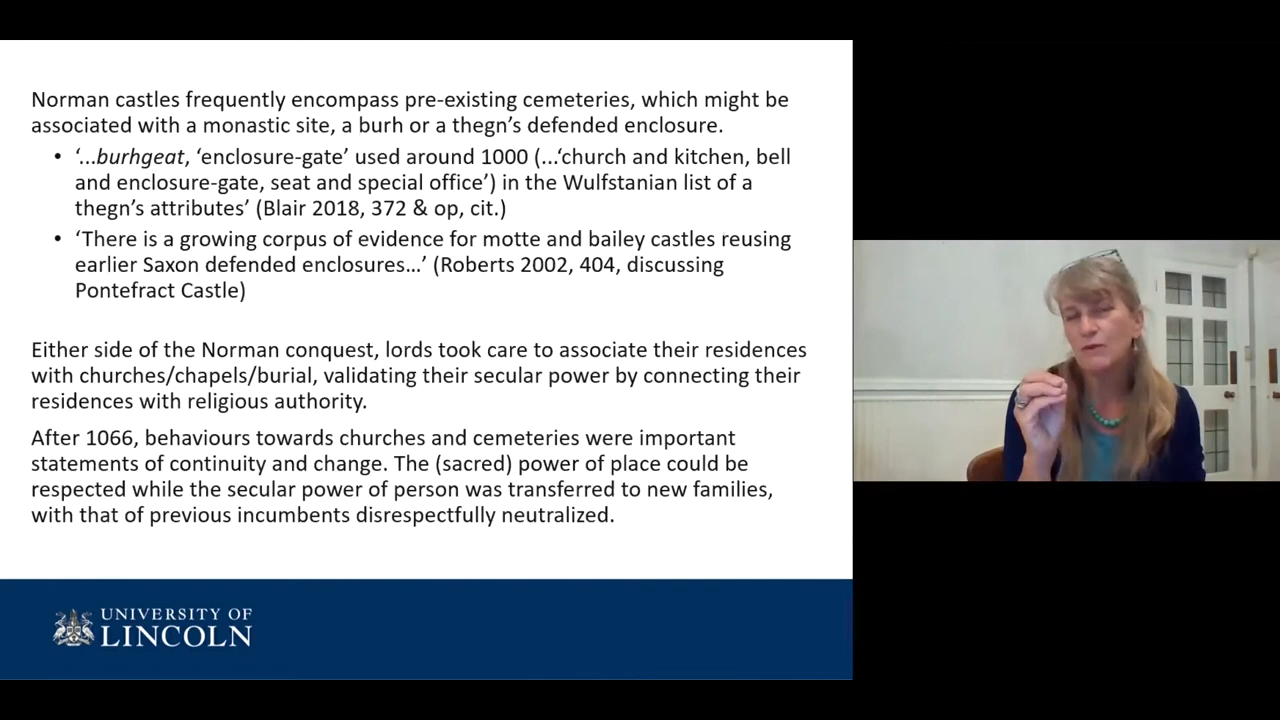 Norman castles frequently encompass pre-existing cemeteries, which might be
associated with a monastic site, a burh or a thegn’s defended enclosure.
• ‘...burhgeat, ‘enclosure-gate’ used around 1000 (...‘church and kitchen, bell
and enclosure-gate, seat and special office’) in the Wulfstanian list of a
thegn’s attributes’ (Blair 2018, 372 & op, cit.)
• ‘There is a growing corpus of evidence for motte and bailey castles reusing
earlier Saxon defended enclosures…’ (Roberts 2002, 404, discussing
Pontefract Castle)
Either side of the Norman conquest, lords took care to associate their residences
with churches/chapels/burial, validating their secular power by connecting their
residences with religious authority.
After 1066, behaviours towards churches and cemeteries were important
statements of continuity and change. The (sacred) power of place could be
respected while the secular power of person was transferred to new families,
with that of previous incumbents disrespectfully neutralized.
UNIVERSITY OF
LINCOLN